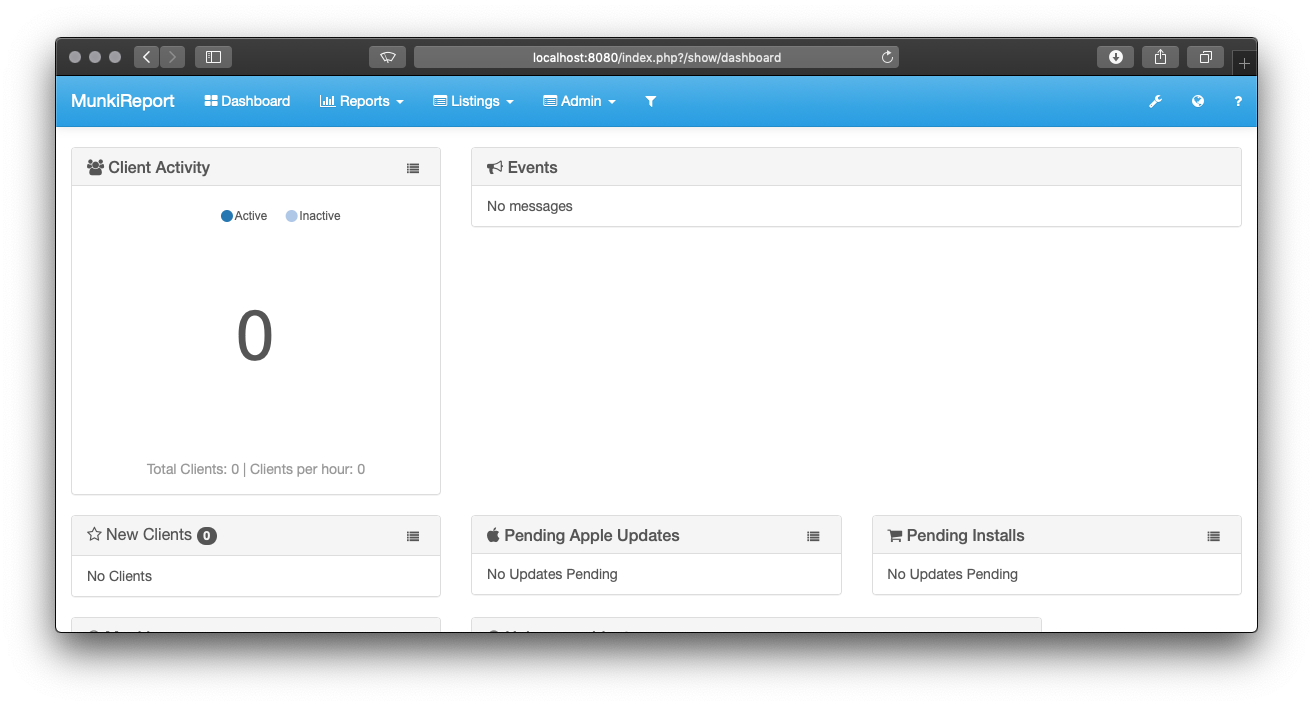 localhost:8080/index.php?/show/dashboard
MunkiReport Dashboard Reports Listings Admin ?
Client Activity
Active Inactive
0
Total Clients: 0 | Clients per hour: 0
Events
No messages
New Clients 0
No Clients
Pending Apple Updates
No Updates Pending
Pending Installs
No Updates Pending